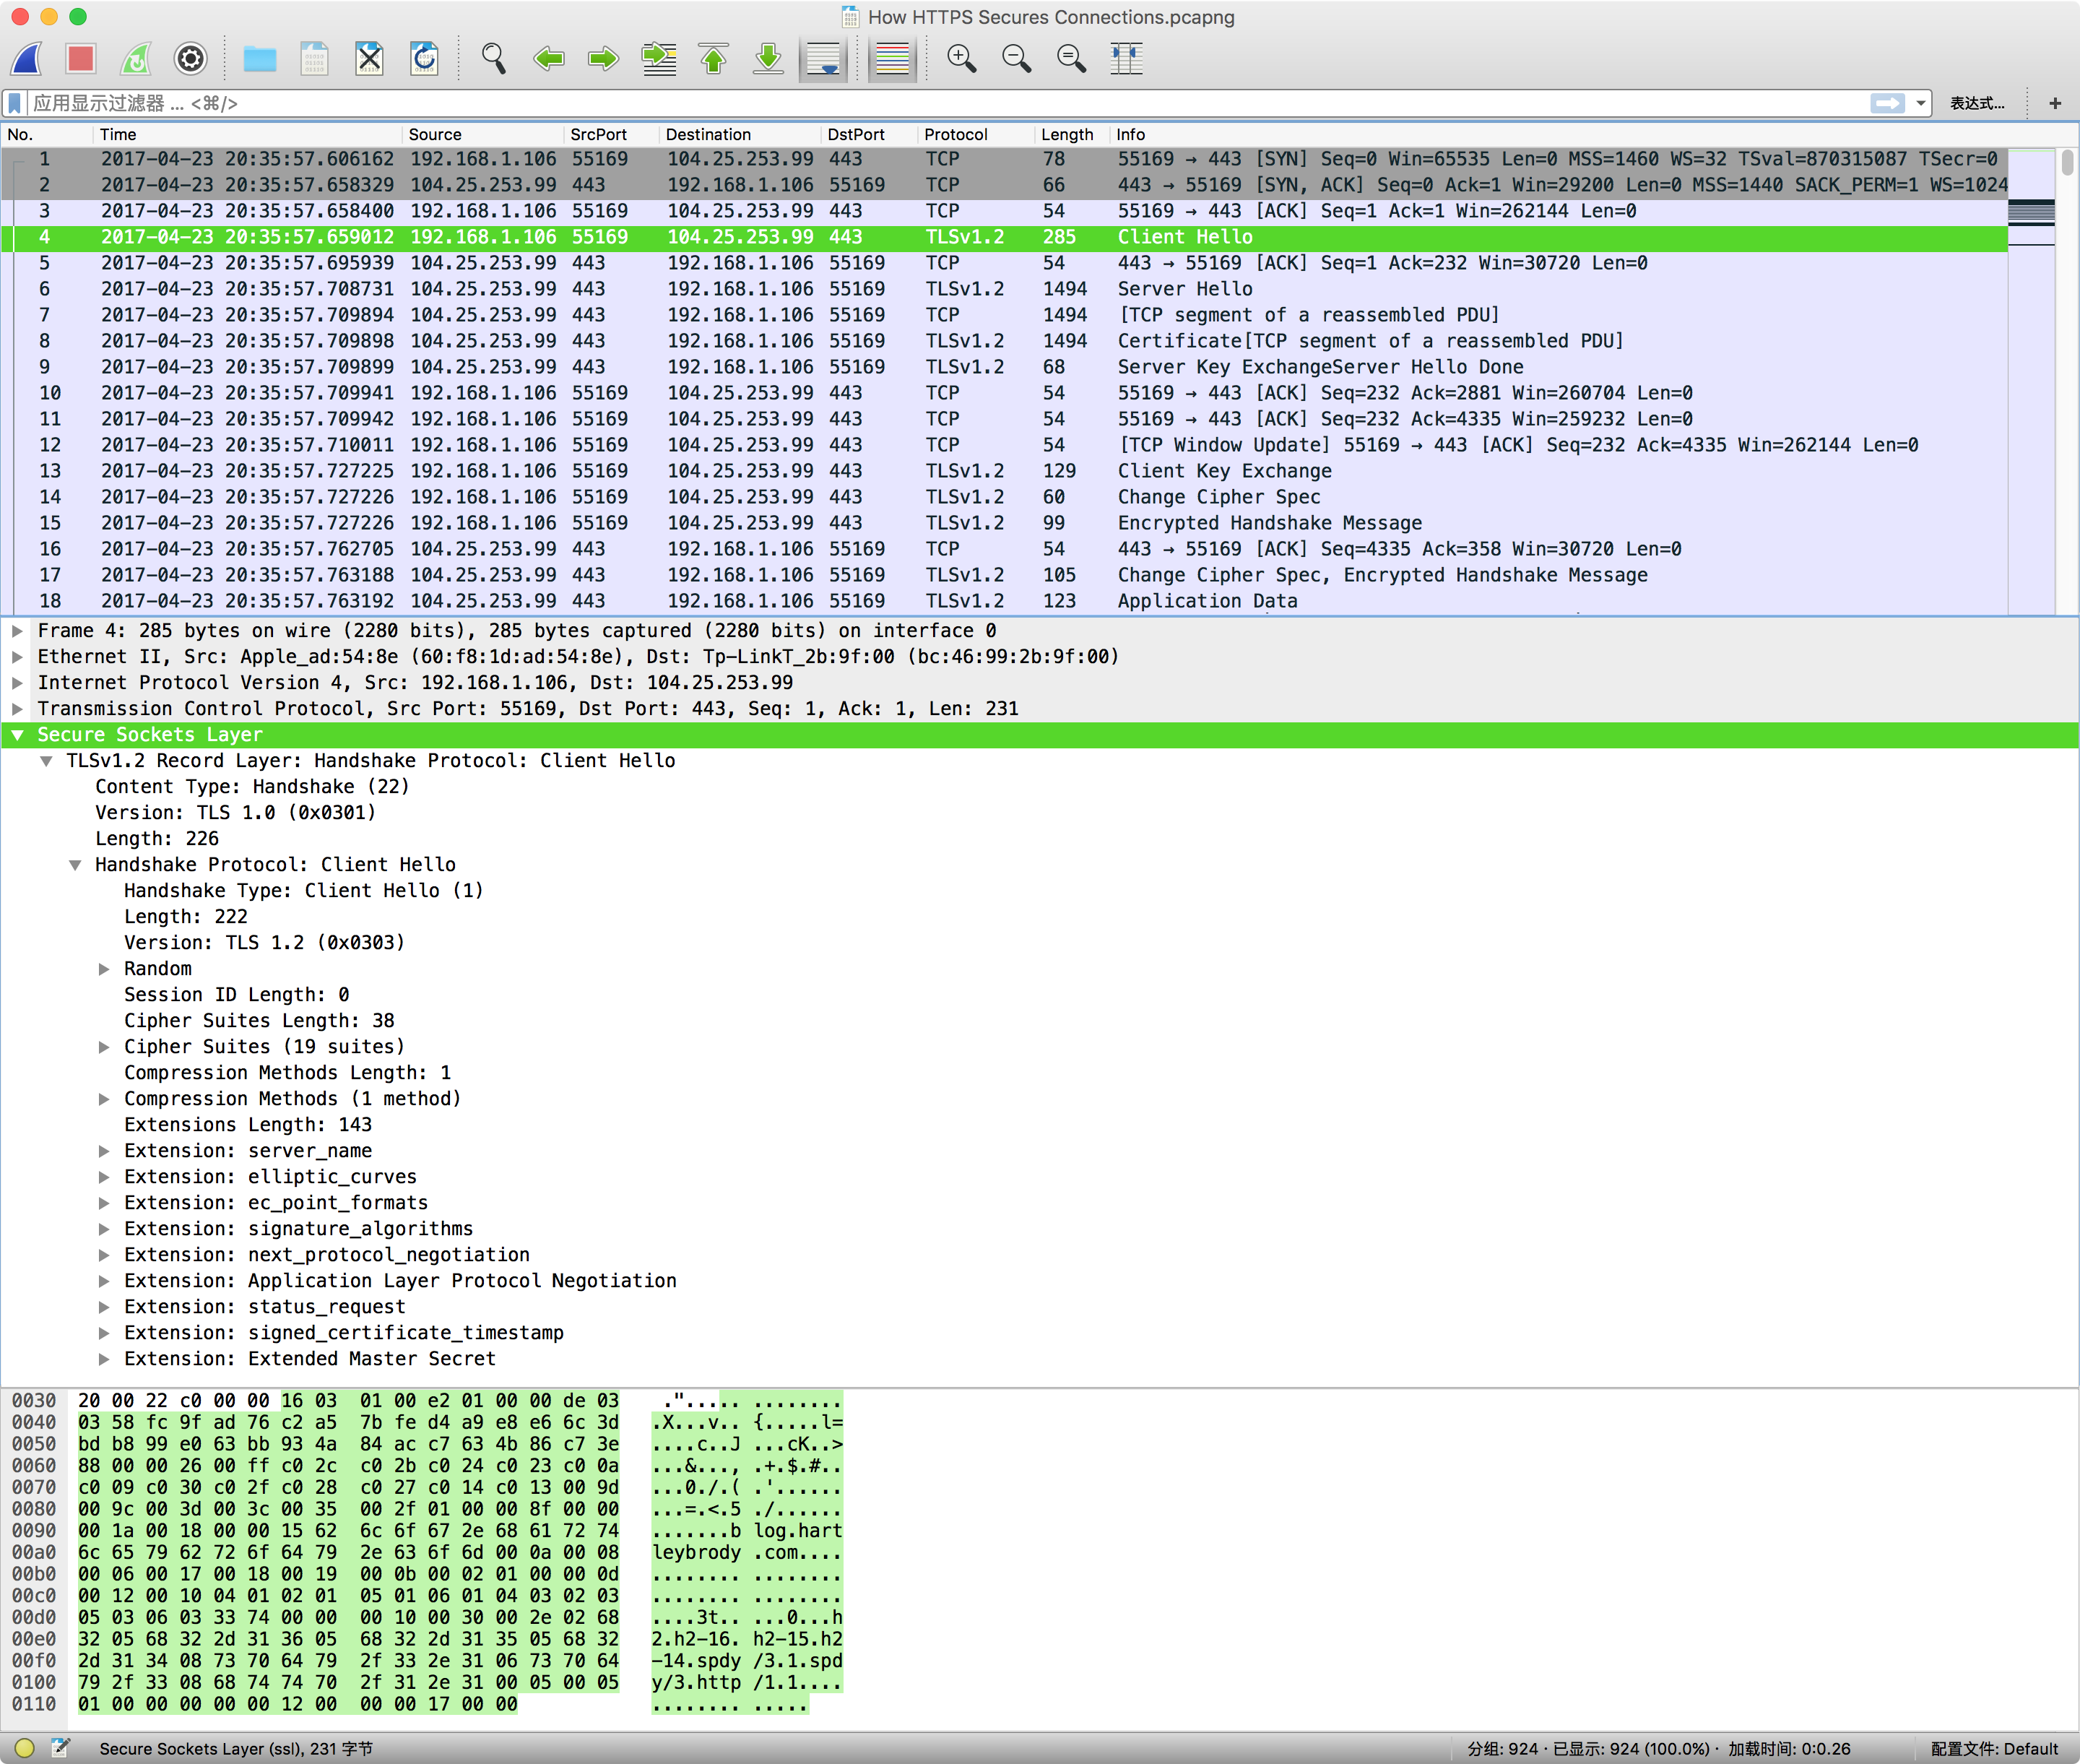 How HTTPS Secures Connections.pcapng
应用显示过滤器 ... <⌘/>
表达式... +
No. Time Source SrcPort Destination DstPort Protocol Length Info
1 2017-04-23 20:35:57.606162 192.168.1.106 55169 104.25.253.99 443 TCP 78 55169 → 443 [SYN] Seq=0 Win=65535 Len=0 MSS=1460 WS=32 TSval=870315087 TSecr=0
2 2017-04-23 20:35:57.658329 104.25.253.99 443 192.168.1.106 55169 TCP 66 443 → 55169 [SYN, ACK] Seq=0 Ack=1 Win=29200 Len=0 MSS=1440 SACK_PERM=1 WS=1024
3 2017-04-23 20:35:57.658400 192.168.1.106 55169 104.25.253.99 443 TCP 54 55169 → 443 [ACK] Seq=1 Ack=1 Win=262144 Len=0
4 2017-04-23 20:35:57.659012 192.168.1.106 55169 104.25.253.99 443 TLSv1.2 285 Client Hello
5 2017-04-23 20:35:57.695939 104.25.253.99 443 192.168.1.106 55169 TCP 54 443 → 55169 [ACK] Seq=1 Ack=232 Win=30720 Len=0
6 2017-04-23 20:35:57.708731 104.25.253.99 443 192.168.1.106 55169 TLSv1.2 1494 Server Hello
7 2017-04-23 20:35:57.709894 104.25.253.99 443 192.168.1.106 55169 TCP 1494 [TCP segment of a reassembled PDU]
8 2017-04-23 20:35:57.709898 104.25.253.99 443 192.168.1.106 55169 TLSv1.2 1494 Certificate[TCP segment of a reassembled PDU]
9 2017-04-23 20:35:57.709899 104.25.253.99 443 192.168.1.106 55169 TLSv1.2 68 Server Key ExchangeServer Hello Done
10 2017-04-23 20:35:57.709941 192.168.1.106 55169 104.25.253.99 443 TCP 54 55169 → 443 [ACK] Seq=232 Ack=2881 Win=260704 Len=0
11 2017-04-23 20:35:57.709942 192.168.1.106 55169 104.25.253.99 443 TCP 54 55169 → 443 [ACK] Seq=232 Ack=4335 Win=259232 Len=0
12 2017-04-23 20:35:57.710011 192.168.1.106 55169 104.25.253.99 443 TCP 54 [TCP Window Update] 55169 → 443 [ACK] Seq=232 Ack=4335 Win=262144 Len=0
13 2017-04-23 20:35:57.727225 192.168.1.106 55169 104.25.253.99 443 TLSv1.2 129 Client Key Exchange
14 2017-04-23 20:35:57.727226 192.168.1.106 55169 104.25.253.99 443 TLSv1.2 60 Change Cipher Spec
15 2017-04-23 20:35:57.727226 192.168.1.106 55169 104.25.253.99 443 TLSv1.2 99 Encrypted Handshake Message
16 2017-04-23 20:35:57.762705 104.25.253.99 443 192.168.1.106 55169 TCP 54 443 → 55169 [ACK] Seq=4335 Ack=358 Win=30720 Len=0
17 2017-04-23 20:35:57.763188 104.25.253.99 443 192.168.1.106 55169 TLSv1.2 105 Change Cipher Spec, Encrypted Handshake Message
18 2017-04-23 20:35:57.763192 104.25.253.99 443 192.168.1.106 55169 TLSv1.2 123 Application Data
Frame 4: 285 bytes on wire (2280 bits), 285 bytes captured (2280 bits) on interface 0
Ethernet II, Src: Apple_ad:54:8e (60:f8:1d:ad:54:8e), Dst: Tp-LinkT_2b:9f:00 (bc:46:99:2b:9f:00)
Internet Protocol Version 4, Src: 192.168.1.106, Dst: 104.25.253.99
Transmission Control Protocol, Src Port: 55169, Dst Port: 443, Seq: 1, Ack: 1, Len: 231
Secure Sockets Layer
TLSv1.2 Record Layer: Handshake Protocol: Client Hello
Content Type: Handshake (22)
Version: TLS 1.0 (0x0301)
Length: 226
Handshake Protocol: Client Hello
Handshake Type: Client Hello (1)
Length: 222
Version: TLS 1.2 (0x0303)
Random
Session ID Length: 0
Cipher Suites Length: 38
Cipher Suites (19 suites)
Compression Methods Length: 1
Compression Methods (1 method)
Extensions Length: 143
Extension: server_name
Extension: elliptic_curves
Extension: ec_point_formats
Extension: signature_algorithms
Extension: next_protocol_negotiation
Extension: Application Layer Protocol Negotiation
Extension: status_request
Extension: signed_certificate_timestamp
Extension: Extended Master Secret
0030 20 00 22 c0 00 00 16 03 01 00 e2 01 00 00 de 03 ."..... ........
0040 03 58 fc 9f ad 76 c2 a5 7b fe d4 a9 e8 e6 6c 3d .X...v.. {.....l=
0050 bd b8 99 e0 63 bb 93 4a 84 ac c7 63 4b 86 c7 3e ....c..J ...cK..>
0060 88 00 00 26 00 ff c0 2c c0 2b c0 24 c0 23 c0 0a ...&..., .+.$.#..
0070 c0 09 c0 30 c0 2f c0 28 c0 27 c0 14 c0 13 00 9d ...0./.( .'......
0080 00 9c 00 3d 00 3c 00 35 00 2f 01 00 00 8f 00 00 ...=.<.5 ./......
0090 00 1a 00 18 00 00 15 62 6c 6f 67 2e 68 61 72 74 .......b log.hart
00a0 6c 65 79 62 72 6f 64 79 2e 63 6f 6d 00 0a 00 08 leybrody .com....
00b0 00 06 00 17 00 18 00 19 00 0b 00 02 01 00 00 0d ........ ........
00c0 00 12 00 10 04 01 02 01 05 01 06 01 04 03 02 03 ........ ........
00d0 05 03 06 03 33 74 00 00 00 10 00 30 00 2e 02 68 ....3t.. ...0...h
00e0 32 05 68 32 2d 31 36 05 68 32 2d 31 35 05 68 32 2.h2-16. h2-15.h2
00f0 2d 31 34 08 73 70 64 79 2f 33 2e 31 06 73 70 64 -14.spdy /3.1.spd
0100 79 2f 33 08 68 74 74 70 2f 31 2e 31 00 05 00 05 y/3.http /1.1....
0110 01 00 00 00 00 00 12 00 00 00 17 00 00 ........ .....
Secure Sockets Layer (ssl), 231 字节
分组: 924 · 已显示: 924 (100.0%) · 加载时间: 0:0.26
配置文件: Default